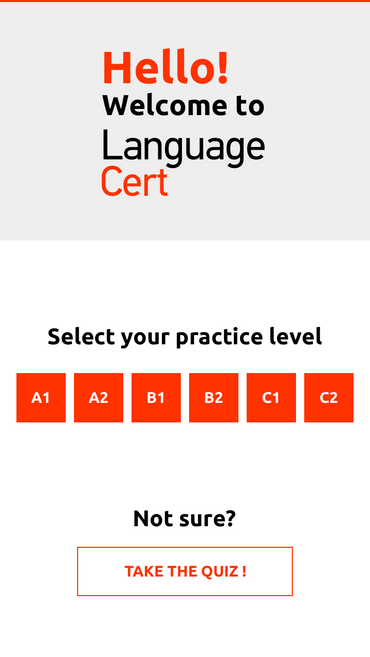 Hello!
Welcome to
Language
Cert
Select your practice level
A1 A2 B1 B2 C1 C2
Not sure?
TAKE THE QUIZ !